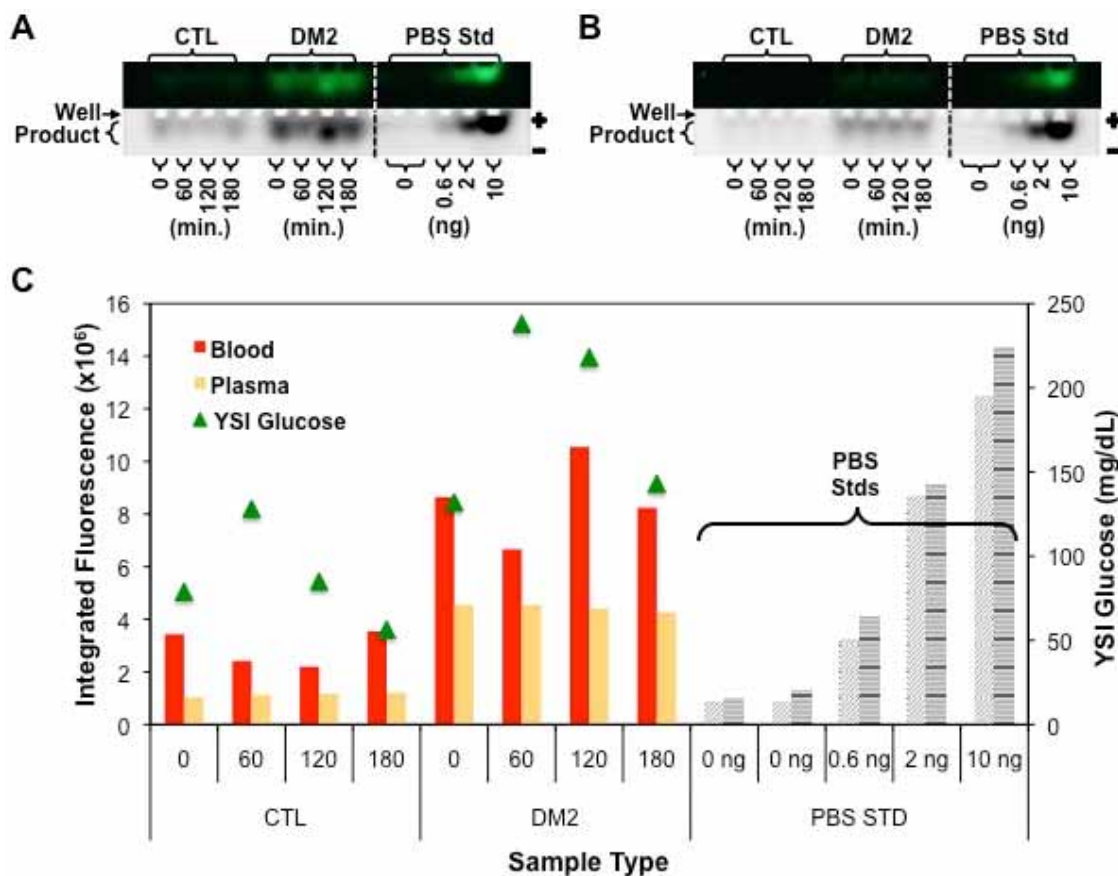 A
CTL DM2 PBS Std
Well
Product
+
-
0 60 120 180 0 60 120 180 0 0.6 2 10
(min.) (min.) (ng)
B
CTL DM2 PBS Std
Well
Product
+
-
0 60 120 180 0 60 120 180 0 0.6 2 10
(min.) (min.) (ng)
C
Integrated Fluorescence (x10⁶)
16
14
12
10
8
6
4
2
0
Blood
Plasma
YSI Glucose
PBS
Stds
250
200
150
100
50
0
YSI Glucose (mg/dL)
0 60 120 180 0 60 120 180 0 ng 0 ng 0.6 ng 2 ng 10 ng
CTL DM2 PBS STD
Sample Type